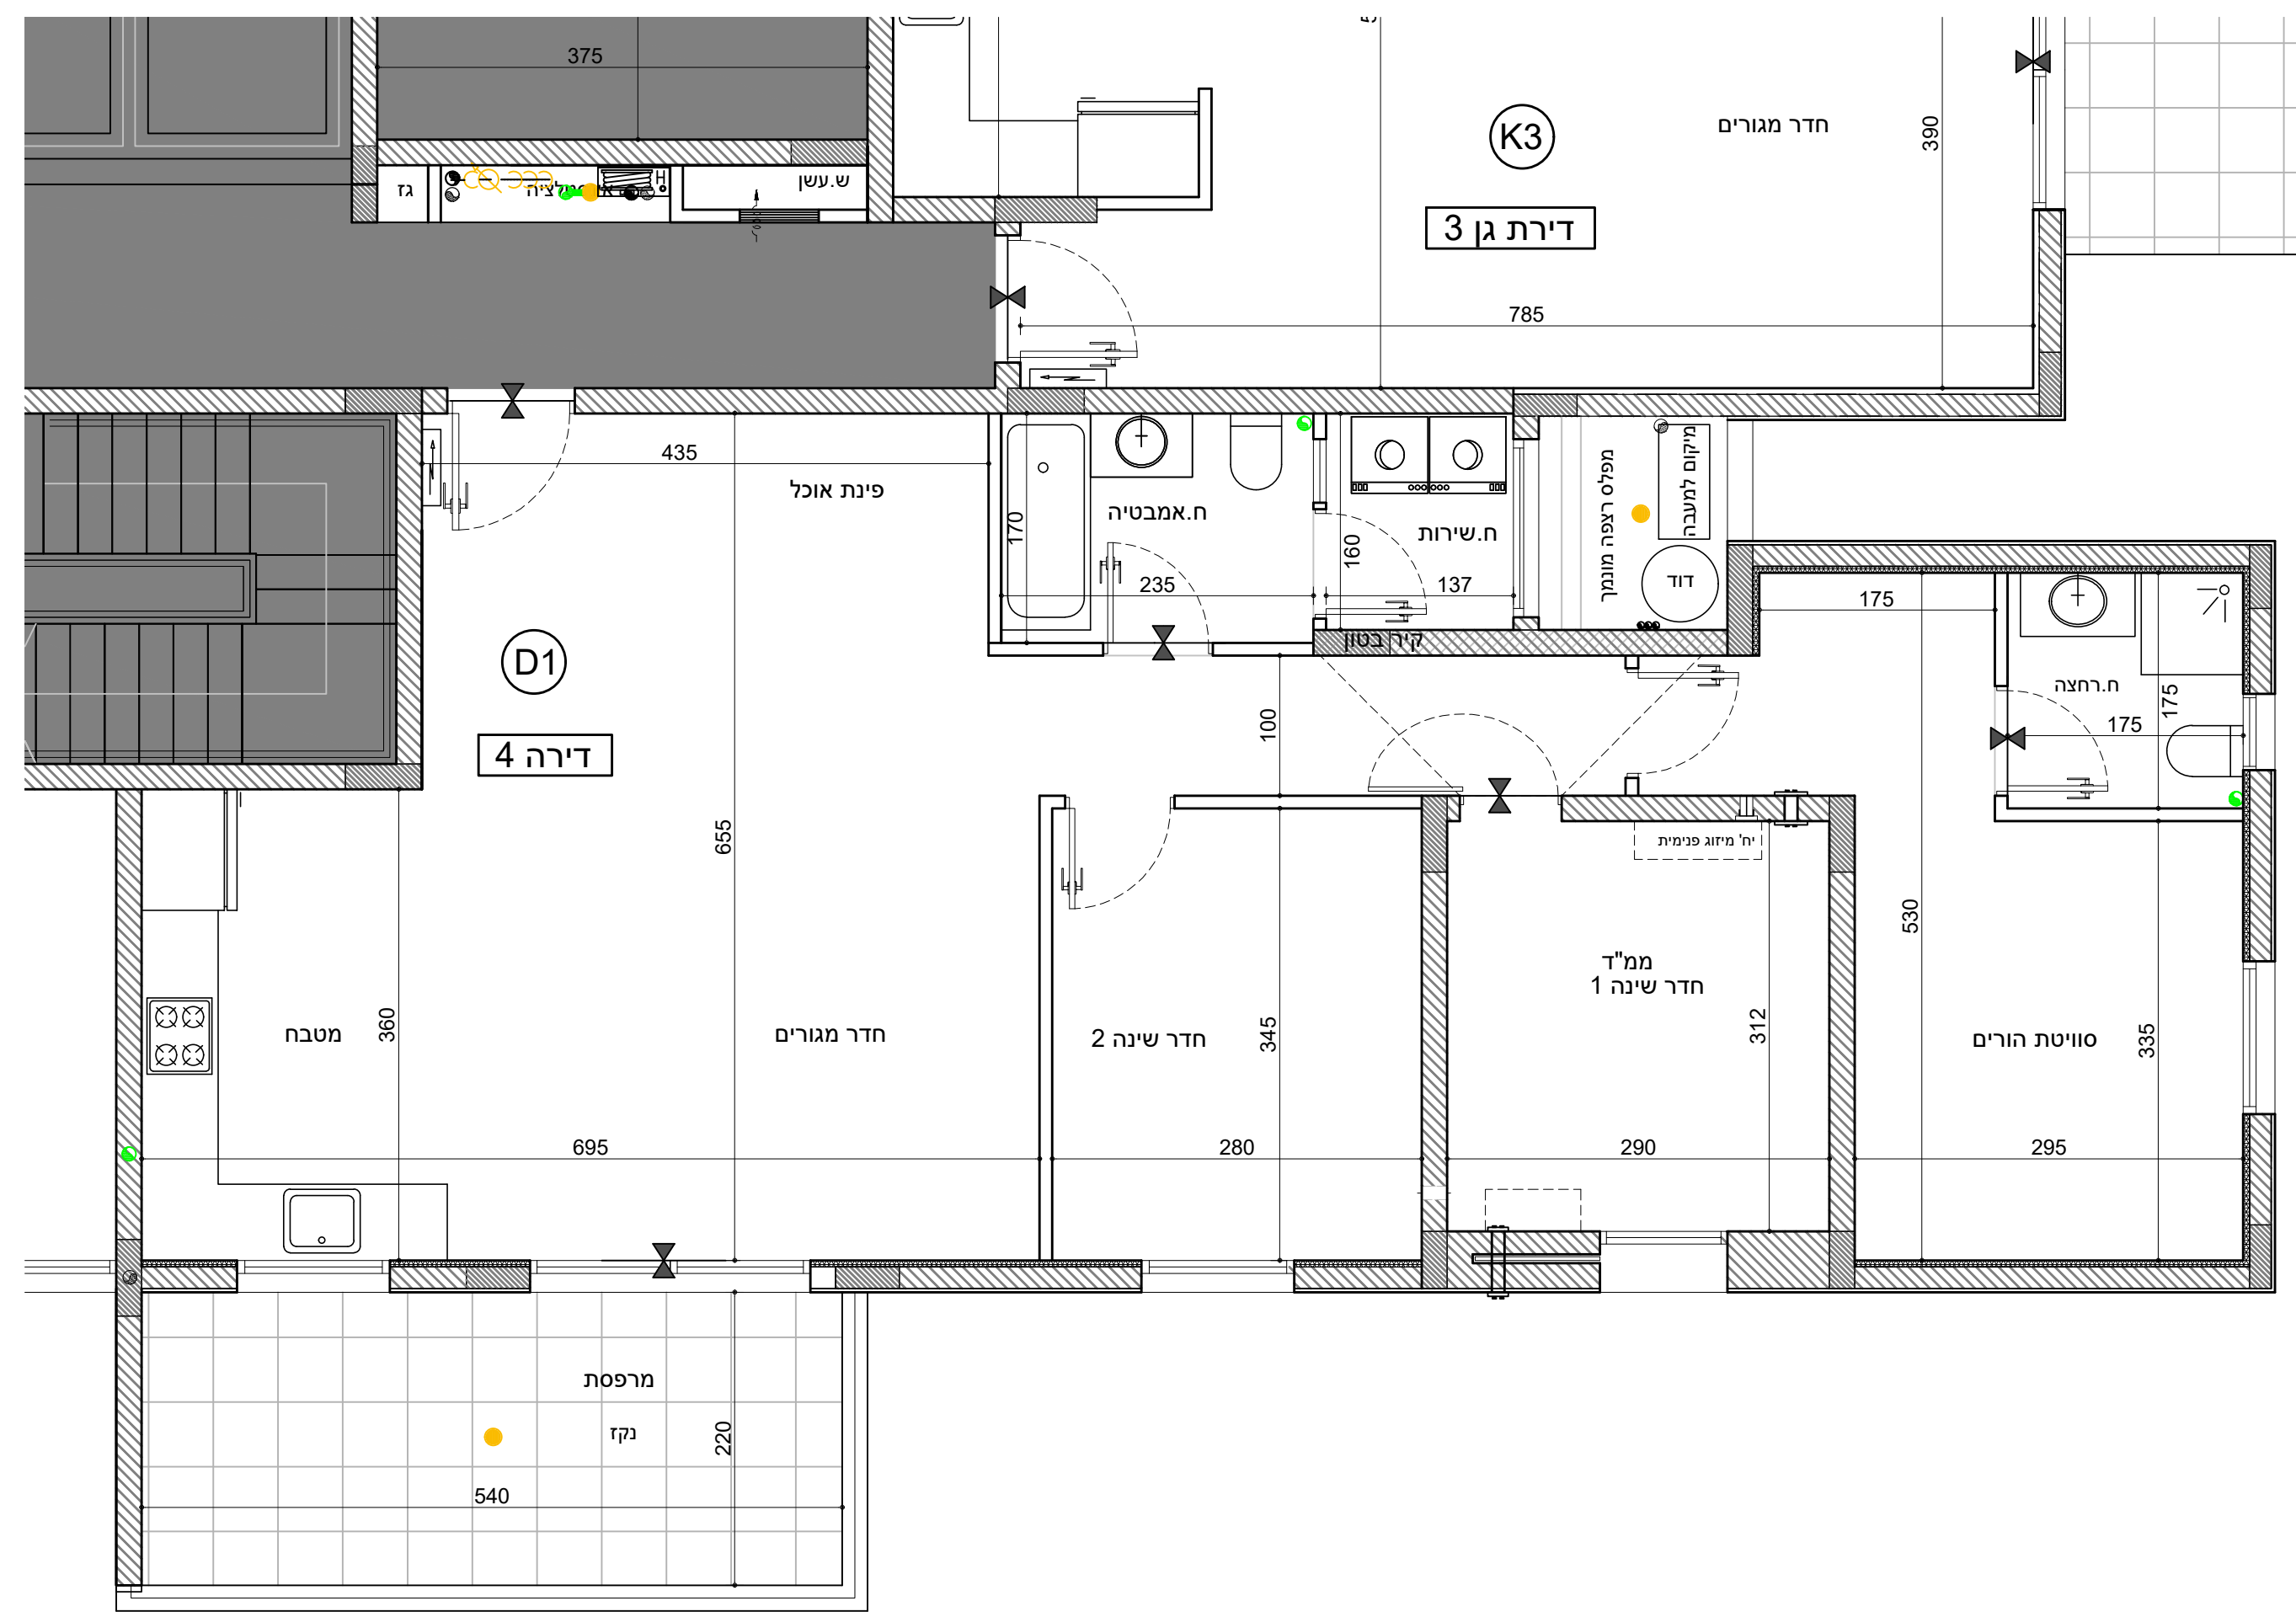 375
חדר מגורים
K3
390
גז
ש.עשן
דירת גן 3
785
435
פינת אוכל
170
ח.אמבטיה
235
160
ח.שירות
137
מפלס רצפה מונמך
מיקום למעבה
דוד
קיר בטון
175
ח.רחצה
175
175
D1
דירה 4
100
655
360
מטבח
חדר מגורים
695
חדר שינה 2
345
280
יח' מיזוג פנימית
ממ"ד
חדר שינה 1
312
290
530
סוויטת הורים
335
295
מרפסת
נקז
220
540